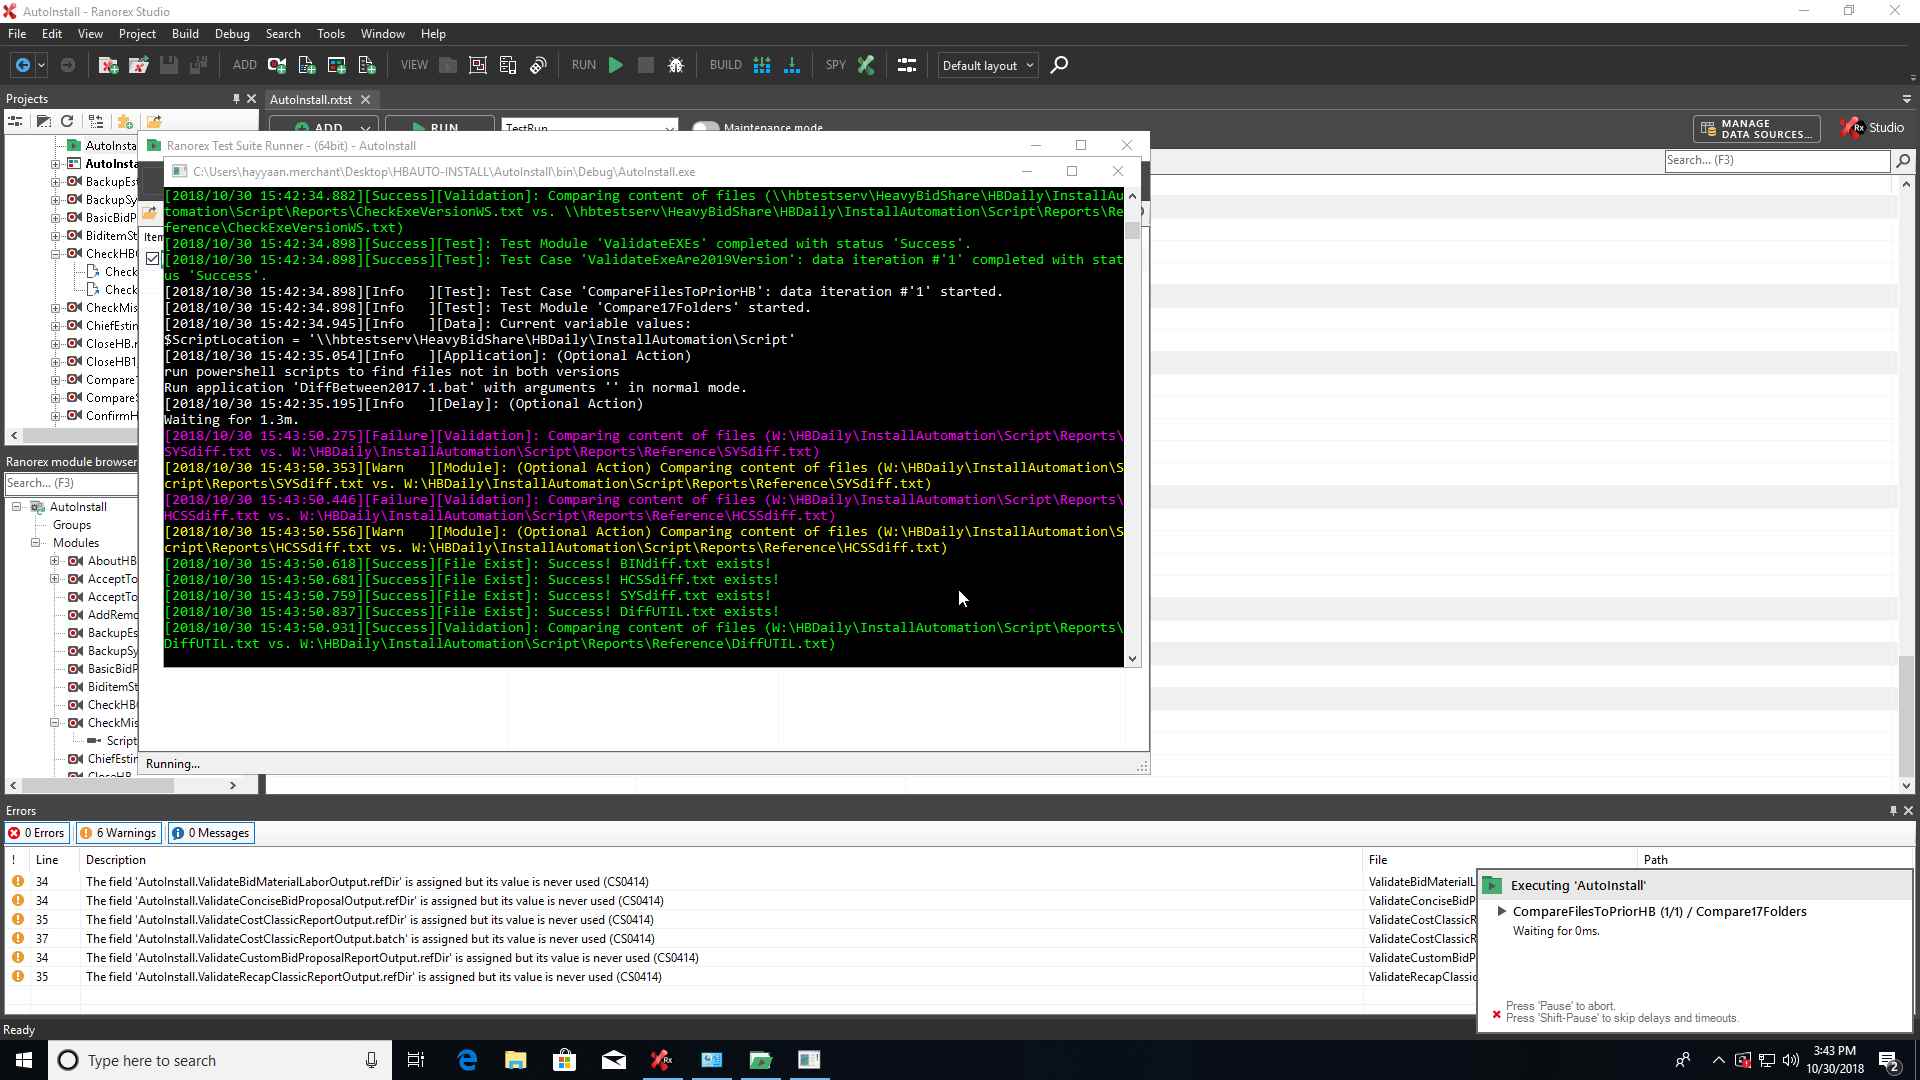 AutoInstall - Ranorex Studio
File Edit View Project Build Debug Search Tools Window Help
ADD VIEW RUN BUILD SPY Default layout
Projects
AutoInstall.rxtst
ADD RUN TestRun Maintenance mode
MANAGE
DATA SOURCES...
Rx Studio
Search... (F3)
AutoInsta
AutoInsta
BackupEst
BackupSy
BasicBidP
BiditemSt
CheckHB
Check
Check
CheckMis
ChiefEstin
CloseHB.r
CloseHB1
Compare
CompareS
ConfirmH
Ranorex Test Suite Runner - (64bit) - AutoInstall
Item
C:\Users\hayyaan.merchant\Desktop\HBAUTO-INSTALL\AutoInstall\bin\Debug\AutoInstall.exe
[2018/10/30 15:42:34.882][Success][Validation]: Comparing content of files (\\hbtestserv\HeavyBidShare\HBDaily\InstallAu
tomation\Script\Reports\CheckExeVersionWS.txt vs. \\hbtestserv\HeavyBidShare\HBDaily\InstallAutomation\Script\Reports\Re
ference\CheckExeVersionWS.txt)
[2018/10/30 15:42:34.898][Success][Test]: Test Module 'ValidateEXEs' completed with status 'Success'.
[2018/10/30 15:42:34.898][Success][Test]: Test Case 'ValidateExeAre2019Version': data iteration #'1' completed with stat
us 'Success'.
[2018/10/30 15:42:34.898][Info   ][Test]: Test Case 'CompareFilesToPriorHB': data iteration #'1' started.
[2018/10/30 15:42:34.898][Info   ][Test]: Test Module 'Compare17Folders' started.
[2018/10/30 15:42:34.945][Info   ][Data]: Current variable values:
$ScriptLocation = '\\hbtestserv\HeavyBidShare\HBDaily\InstallAutomation\Script'
[2018/10/30 15:42:35.054][Info   ][Application]: (Optional Action)
run powershell scripts to find files not in both versions
Run application 'DiffBetween2017.1.bat' with arguments '' in normal mode.
[2018/10/30 15:42:35.195][Info   ][Delay]: (Optional Action)
Waiting for 1.3m.
[2018/10/30 15:43:50.275][Failure][Validation]: Comparing content of files (W:\HBDaily\InstallAutomation\Script\Reports\
SYSdiff.txt vs. W:\HBDaily\InstallAutomation\Script\Reports\Reference\SYSdiff.txt)
[2018/10/30 15:43:50.353][Warn   ][Module]: (Optional Action) Comparing content of files (W:\HBDaily\InstallAutomation\S
cript\Reports\SYSdiff.txt vs. W:\HBDaily\InstallAutomation\Script\Reports\Reference\SYSdiff.txt)
[2018/10/30 15:43:50.446][Failure][Validation]: Comparing content of files (W:\HBDaily\InstallAutomation\Script\Reports\
HCSSdiff.txt vs. W:\HBDaily\InstallAutomation\Script\Reports\Reference\HCSSdiff.txt)
[2018/10/30 15:43:50.556][Warn   ][Module]: (Optional Action) Comparing content of files (W:\HBDaily\InstallAutomation\S
cript\Reports\HCSSdiff.txt vs. W:\HBDaily\InstallAutomation\Script\Reports\Reference\HCSSdiff.txt)
[2018/10/30 15:43:50.618][Success][File Exist]: Success! BINdiff.txt exists!
[2018/10/30 15:43:50.681][Success][File Exist]: Success! HCSSdiff.txt exists!
[2018/10/30 15:43:50.759][Success][File Exist]: Success! SYSdiff.txt exists!
[2018/10/30 15:43:50.837][Success][File Exist]: Success! DiffUTIL.txt exists!
[2018/10/30 15:43:50.931][Success][Validation]: Comparing content of files (W:\HBDaily\InstallAutomation\Script\Reports\
DiffUTIL.txt vs. W:\HBDaily\InstallAutomation\Script\Reports\Reference\DiffUTIL.txt)
Running...
Ranorex module browser
Search... (F3)
AutoInstall
Groups
Modules
AboutHB
AcceptTo
AcceptTo
AddRemo
BackupEs
BackupSy
BasicBidP
BiditemSt
CheckHB
CheckMis
Script
ChiefEstin
CloseHB
Errors
0 Errors 6 Warnings 0 Messages
! Line Description File Path
34 The field 'AutoInstall.ValidateBidMaterialLaborOutput.refDir' is assigned but its value is never used (CS0414) ValidateBidMaterialL
34 The field 'AutoInstall.ValidateConciseBidProposalOutput.refDir' is assigned but its value is never used (CS0414) ValidateConciseBidP
35 The field 'AutoInstall.ValidateCostClassicReportOutput.refDir' is assigned but its value is never used (CS0414) ValidateCostClassicR
37 The field 'AutoInstall.ValidateCostClassicReportOutput.batch' is assigned but its value is never used (CS0414) ValidateCostClassicR
34 The field 'AutoInstall.ValidateCustomBidProposalReportOutput.refDir' is assigned but its value is never used (CS0414) ValidateCustomBidP
35 The field 'AutoInstall.ValidateRecapClassicReportOutput.refDir' is assigned but its value is never used (CS0414) ValidateRecapClassic
Executing 'AutoInstall'
CompareFilesToPriorHB (1/1) / Compare17Folders
Waiting for 0ms.
Press 'Pause' to abort.
Press 'Shift-Pause' to skip delays and timeouts.
Ready
Type here to search
3:43 PM
10/30/2018
2